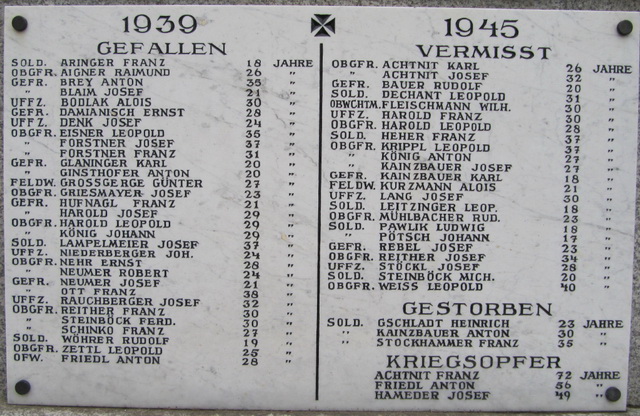 1939
GEFALLEN
SOLD. ARINGER FRANZ 18 JAHRE
OBGFR. AIGNER RAIMUND 26 "
GEFR. BREY ANTON 35 "
" BLAIM JOSEF 21 "
UFFZ. BODLAK ALOIS 30 "
GEFR. DAMIANISCH ERNST 28 "
UFFZ. DENK JOSEF 24 "
OBGFR. EISNER LEOPOLD 35 "
" FORSTNER JOSEF 37 "
" FORSTNER FRANZ 31 "
GEFR. GLANINGER KARL 20 "
" GINSTHOFER ANTON 20 "
FELDW. GROSSGERGE GÜNTER 27 "
OBGFR. GRIESMAYER JOSEF 23 "
GEFR. HUFNAGL FRANZ 21 "
" HAROLD JOSEF 29 "
OBGFR. HAROLD LEOPOLD 29 "
" KÖNIG JOHANN 29 "
SOLD. LAMPELMEIER JOSEF 37 "
UFFZ. NIEDERBERGER JOH. 24 "
OBGFR. NEHR ERNST 28 "
" NEUMER ROBERT 24 "
GEFR. NEUMER JOSEF 21 "
" OTT FRANZ 38 "
UFFZ. RAUCHBERGER JOSEF 32 "
OBGFR. REITHER FRANZ 30 "
" STEINBÖCK FERD. 30 "
" SCHINKO FRANZ 27 "
SOLD. WÖHRER RUDOLF 19 "
OBGFR. ZETTL LEOPOLD 25 "
OFW. FRIEDL ANTON 28 "
1945
VERMISST
OBGFR. ACHTNIT KARL 26 JAHRE
" ACHTNIT JOSEF 32 "
GEFR. BAUER RUDOLF 20 "
SOLD. DECHANT LEOPOLD 31 "
OBWCHTM. FLEISCHMANN WILH. 30 "
UFFZ. HAROLD FRANZ 30 "
OBGFR. HAROLD LEOPOLD 28 "
SOLD. HEHER FRANZ 37 "
OBGFR. KRIPPL LEOPOLD 37 "
" KÖNIG ANTON 27 "
" KAINZBAUER JOSEF 27 "
GEFR. KAINZBAUER KARL 18 "
FELDW. KURZMANN ALOIS 21 "
UFFZ. LANG JOSEF 30 "
SOLD. LEITZINGER LEOP. 18 "
OBGFR. MÜHLBACHER RUD. 23 "
SOLD. PAWLIK LUDWIG 18 "
" PÖTSCH JOHANN 17 "
GEFR. REBEL JOSEF 23 "
OBGFR. REITHER JOSEF 34 "
UFFZ. STÖCKL JOSEF 28 "
SOLD. STEINBÖCK MICH. 20 "
OBGFR. WEISS LEOPOLD 40 "
GESTORBEN
SOLD. GSCHLADT HEINRICH 23 JAHRE
" KAINZBAUER ANTON 30 "
" STOCKHAMMER FRANZ 35 "
KRIEGSOPFER
ACHTNIT FRANZ 72 JAHRE
FRIEDL ANTON 56 "
HAMEDER JOSEF 49 "